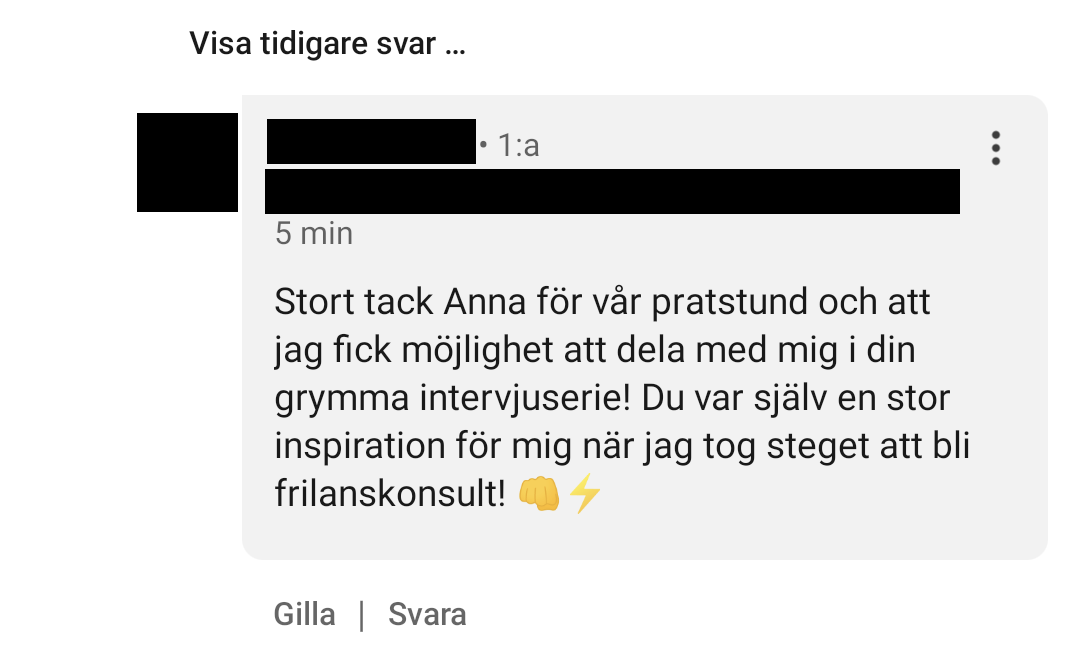 Visa tidigare svar ...
• 1:a
5 min
Stort tack Anna för vår pratstund och att
jag fick möjlighet att dela med mig i din
grymma intervjuserie! Du var själv en stor
inspiration för mig när jag tog steget att bli
frilanskonsult! 👊⚡
Gilla | Svara